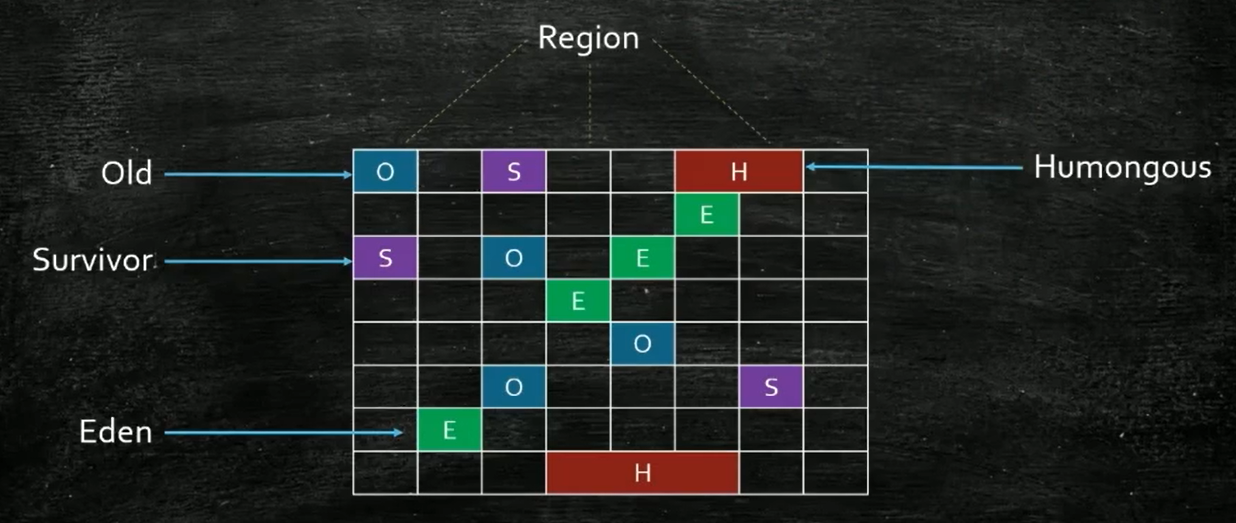 Region
Old O S H Humongous
E
Survivor S O E
E
O
O S
Eden E
H